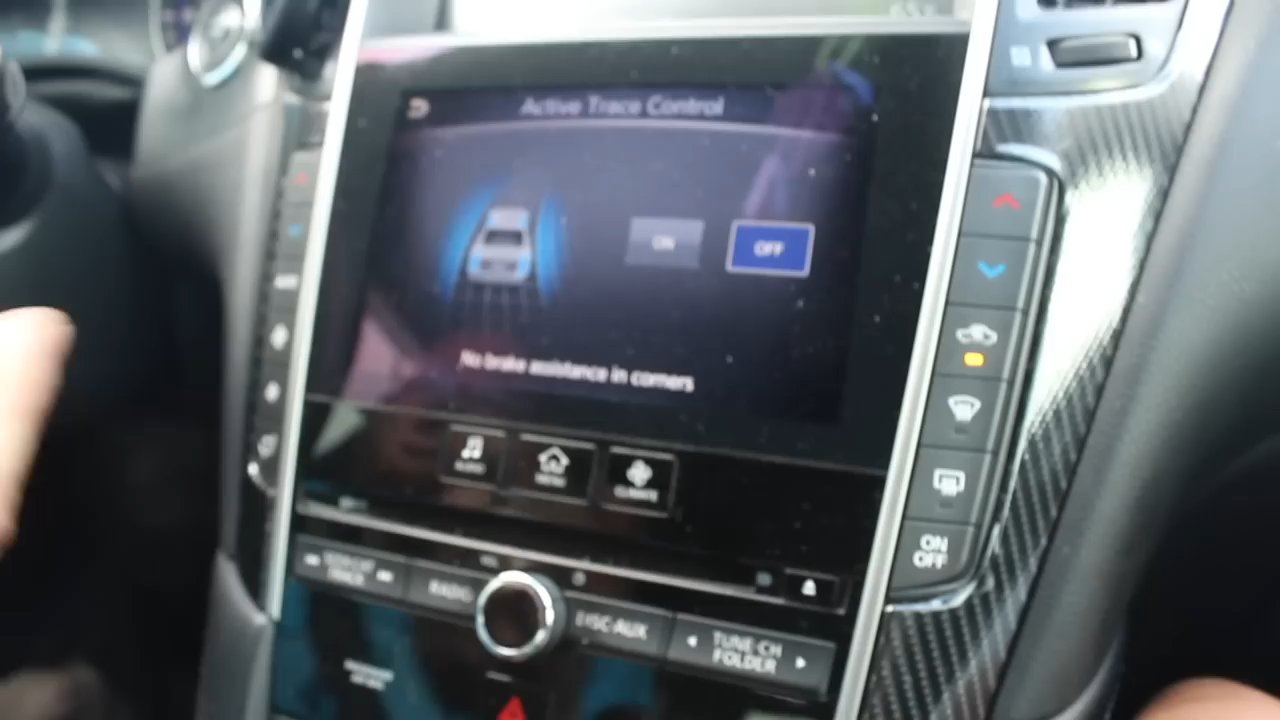 Active Trace Control
ON
OFF
No brake assistance in corners
AUDIO
MENU
CLIMATE
ON
OFF
TRACK
RADIO
DISC·AUX
TUNE·CH
FOLDER